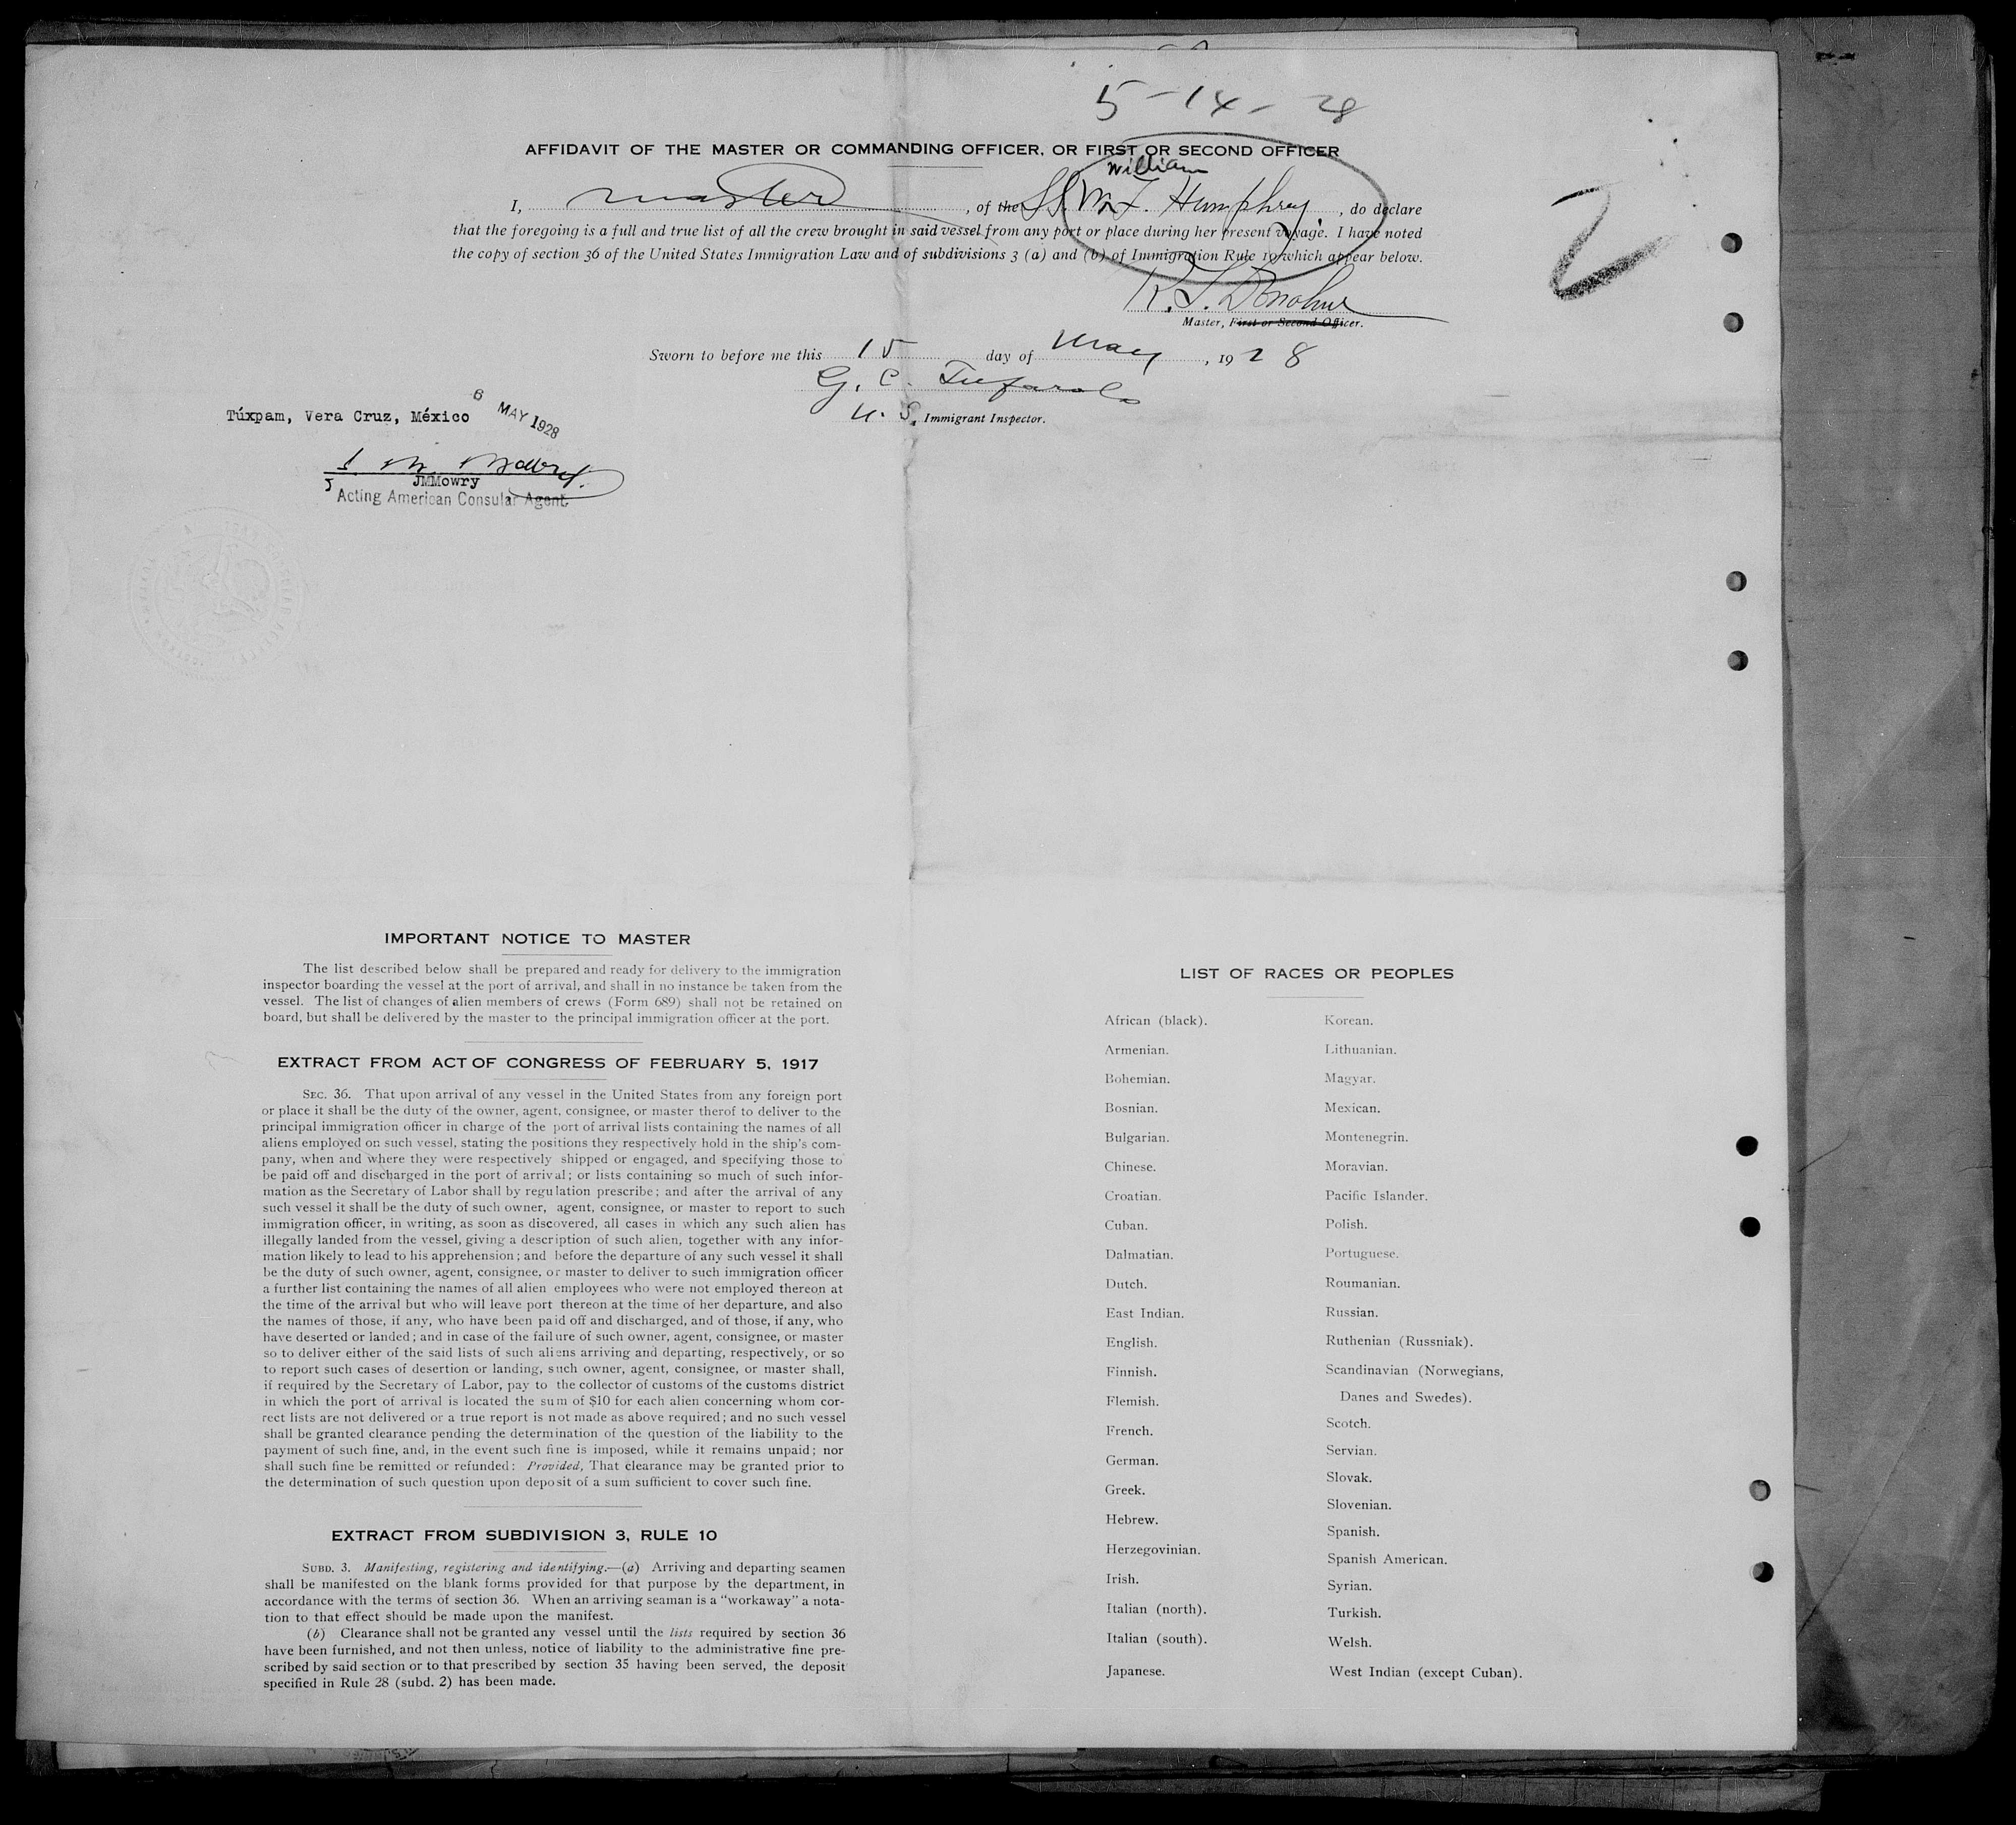 5-14-28
AFFIDAVIT OF THE MASTER OR COMMANDING OFFICER, OR FIRST OR SECOND OFFICER
William
I, master, of the SS. Wm F. Humphrey, do declare
that the foregoing is a full and true list of all the crew brought in said vessel from any port or place during her present voyage. I have noted
the copy of section 36 of the United States Immigration Law and of subdivisions 3 (a) and (b) of Immigration Rule 10 which appear below.
2
R. Donohue
Master, First or Second Officer.
Sworn to before me this 15 day of May, 1928
G. C.
U. S. Immigrant Inspector.
Túxpam, Vera Cruz, México 6 MAY 1928
J M Mowry
JMMowry
Acting American Consular Agent.
IMPORTANT NOTICE TO MASTER
The list described below shall be prepared and ready for delivery to the immigration
inspector boarding the vessel at the port of arrival, and shall in no instance be taken from the
vessel. The list of changes of alien members of crews (Form 689) shall not be retained on
board, but shall be delivered by the master to the principal immigration officer at the port.
EXTRACT FROM ACT OF CONGRESS OF FEBRUARY 5, 1917
SEC. 36. That upon arrival of any vessel in the United States from any foreign port
or place it shall be the duty of the owner, agent, consignee, or master therof to deliver to the
principal immigration officer in charge of the port of arrival lists containing the names of all
aliens employed on such vessel, stating the positions they respectively hold in the ship's com-
pany, when and where they were respectively shipped or engaged, and specifying those to
be paid off and discharged in the port of arrival; or lists containing so much of such infor-
mation as the Secretary of Labor shall by regulation prescribe; and after the arrival of any
such vessel it shall be the duty of such owner, agent, consignee, or master to report to such
immigration officer, in writing, as soon as discovered, all cases in which any such alien has
illegally landed from the vessel, giving a description of such alien, together with any infor-
mation likely to lead to his apprehension; and before the departure of any such vessel it shall
be the duty of such owner, agent, consignee, or master to deliver to such immigration officer
a further list containing the names of all alien employees who were not employed thereon at
the time of the arrival but who will leave port thereon at the time of her departure, and also
the names of those, if any, who have been paid off and discharged, and of those, if any, who
have deserted or landed; and in case of the failure of such owner, agent, consignee, or master
so to deliver either of the said lists of such aliens arriving and departing, respectively, or so
to report such cases of desertion or landing, such owner, agent, consignee, or master shall,
if required by the Secretary of Labor, pay to the collector of customs of the customs district
in which the port of arrival is located the sum of $10 for each alien concerning whom cor-
rect lists are not delivered or a true report is not made as above required; and no such vessel
shall be granted clearance pending the determination of the question of the liability to the
payment of such fine, and, in the event such fine is imposed, while it remains unpaid; nor
shall such fine be remitted or refunded: Provided, That clearance may be granted prior to
the determination of such question upon deposit of a sum sufficient to cover such fine.
EXTRACT FROM SUBDIVISION 3, RULE 10
SUBD. 3. Manifesting, registering and identifying.—(a) Arriving and departing seamen
shall be manifested on the blank forms provided for that purpose by the department, in
accordance with the terms of section 36. When an arriving seaman is a "workaway" a nota-
tion to that effect should be made upon the manifest.
(b) Clearance shall not be granted any vessel until the lists required by section 36
have been furnished, and not then unless, notice of liability to the administrative fine pre-
scribed by said section or to that prescribed by section 35 having been served, the deposit
specified in Rule 28 (subd. 2) has been made.
LIST OF RACES OR PEOPLES
African (black).
Armenian.
Bohemian.
Bosnian.
Bulgarian.
Chinese.
Croatian.
Cuban.
Dalmatian.
Dutch.
East Indian.
English.
Finnish.
Flemish.
French.
German.
Greek.
Hebrew.
Herzegovinian.
Irish.
Italian (north).
Italian (south).
Japanese.
Korean.
Lithuanian.
Magyar.
Mexican.
Montenegrin.
Moravian.
Pacific Islander.
Polish.
Portuguese.
Roumanian.
Russian.
Ruthenian (Russniak).
Scandinavian (Norwegians,
Danes and Swedes).
Scotch.
Servian.
Slovak.
Slovenian.
Spanish.
Spanish American.
Syrian.
Turkish.
Welsh.
West Indian (except Cuban).